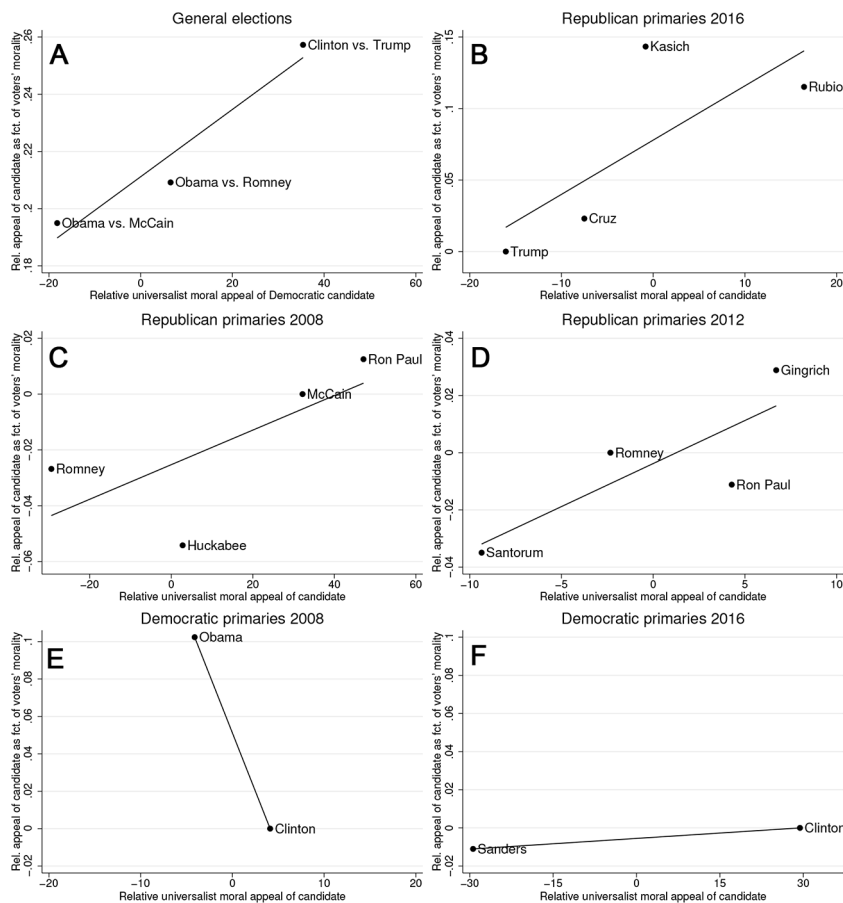 General elections
A
Rel. appeal of candidate as fct. of voters' morality
.18 .2 .22 .24 .26
Clinton vs. Trump
Obama vs. Romney
Obama vs. McCain
−20 0 20 40 60
Relative universalist moral appeal of Democratic candidate
Republican primaries 2016
B
Rel. appeal of candidate as fct. of voters' morality
0 .05 .1 .15
Kasich
Rubio
Cruz
Trump
−20 −10 0 10 20
Relative universalist moral appeal of candidate
Republican primaries 2008
C
Rel. appeal of candidate as fct. of voters' morality
−.06 −.04 −.02 0 .02
Ron Paul
McCain
Romney
Huckabee
−20 0 20 40 60
Relative universalist moral appeal of candidate
Republican primaries 2012
D
Rel. appeal of candidate as fct. of voters' morality
−.04 −.02 0 .02 .04
Gingrich
Romney
Ron Paul
Santorum
−10 −5 0 5 10
Relative universalist moral appeal of candidate
Democratic primaries 2008
E
Rel. appeal of candidate as fct. of voters' morality
−.02 0 .02 .04 .06 .08 .1
Obama
Clinton
−20 −10 0 10 20
Relative universalist moral appeal of candidate
Democratic primaries 2016
F
Rel. appeal of candidate as fct. of voters' morality
−.02 0 .02 .04 .06 .08 .1
Clinton
Sanders
−30 −15 0 15 30
Relative universalist moral appeal of candidate